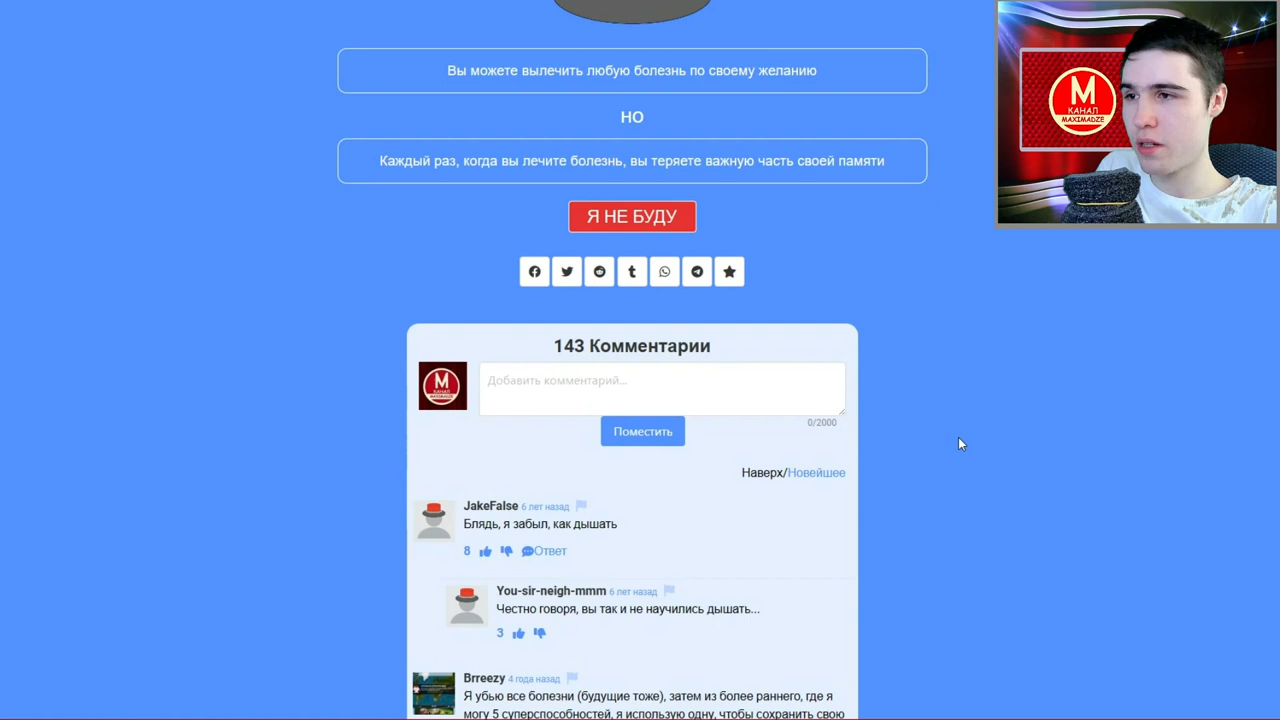 Вы можете вылечить любую болезнь по своему желанию
НО
Каждый раз, когда вы лечите болезнь, вы теряете важную часть своей памяти
Я НЕ БУДУ
М
КАНАЛ
MAXIMADZE
143 Комментарии
М
КАНАЛ
MAXIMADZE
Добавить комментарий...
0/2000
Поместить
Наверх/Новейшее
JakeFalse 6 лет назад
Блядь, я забыл, как дышать
8 Ответ
You-sir-neigh-mmm 6 лет назад
Честно говоря, вы так и не научились дышать...
3
Brreezy 4 года назад
Я убью все болезни (будущие тоже), затем из более раннего, где я
могу 5 суперспособностей, я использую одну, чтобы сохранить свою